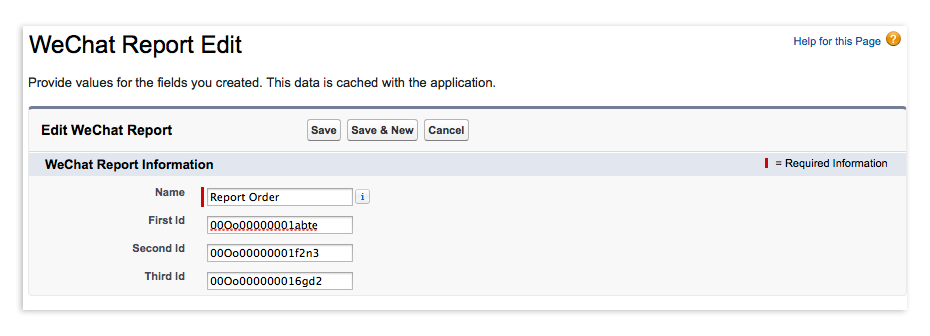 WeChat Report Edit
Help for this Page ?
Provide values for the fields you created. This data is cached with the application.
Edit WeChat Report Save Save & New Cancel
WeChat Report Information = Required Information
Name Report Order i
First Id 00Oo00000001abte
Second Id 00Oo00000001f2n3
Third Id 00Oo000000016gd2